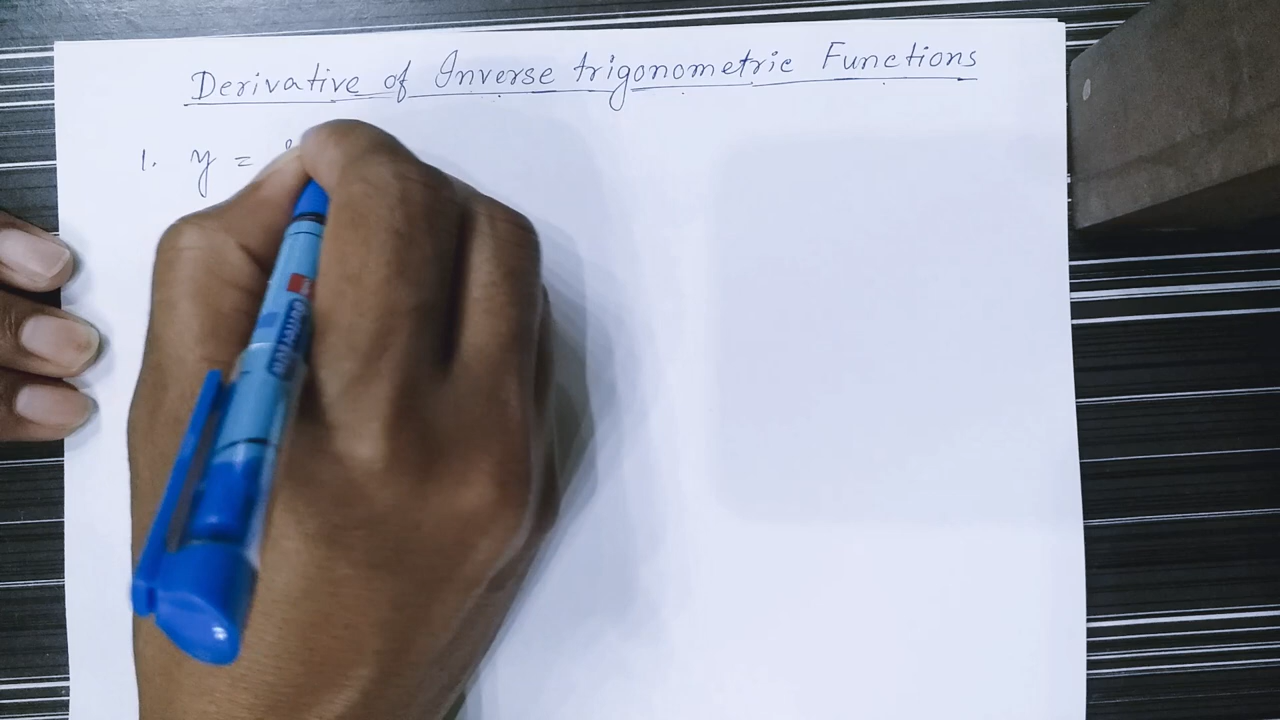 Derivative of Inverse trigonometric Functions
1. y =